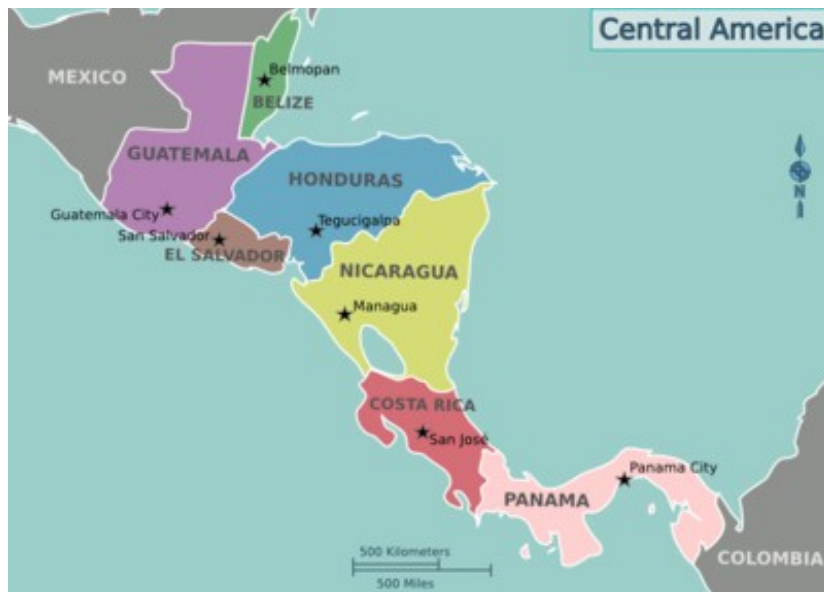 Central America
MEXICO
Belmopan
BELIZE
GUATEMALA
HONDURAS
N
Guatemala City
Tegucigalpa
San Salvador
EL SALVADOR
NICARAGUA
Managua
COSTA RICA
San José
Panama City
PANAMA
500 Kilometers
500 Miles
COLOMBIA